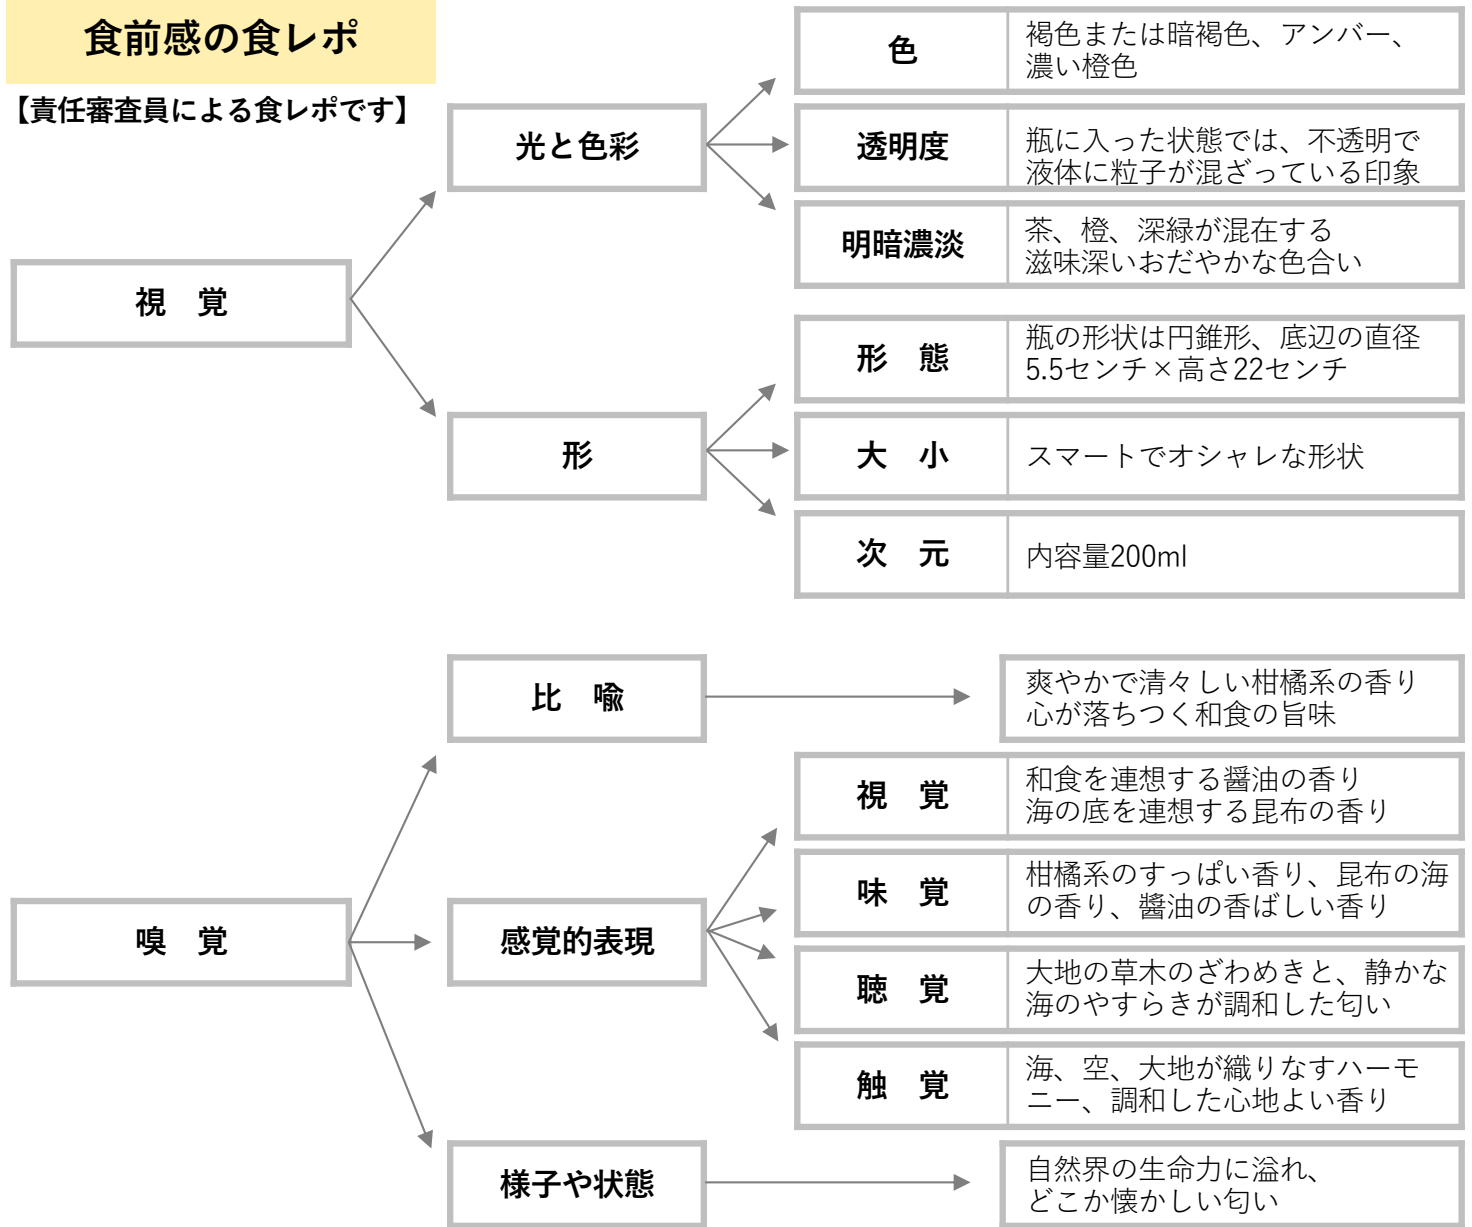 食前感の食レポ
【責任審査員による食レポです】
視　覚
光と色彩
色
褐色または暗褐色、アンバー、
濃い橙色
透明度
瓶に入った状態では、不透明で
液体に粒子が混ざっている印象
明暗濃淡
茶、橙、深緑が混在する
滋味深いおだやかな色合い
形
形　態
瓶の形状は円錐形、底辺の直径
5.5センチ×高さ22センチ
大　小
スマートでオシャレな形状
次　元
内容量200ml
嗅　覚
比　喩
爽やかで清々しい柑橘系の香り
心が落ちつく和食の旨味
感覚的表現
視　覚
和食を連想する醤油の香り
海の底を連想する昆布の香り
味　覚
柑橘系のすっぱい香り、昆布の海
の香り、醤油の香ばしい香り
聴　覚
大地の草木のざわめきと、静かな
海のやすらきが調和した匂い
触　覚
海、空、大地が織りなすハーモ
ニー、調和した心地よい香り
様子や状態
自然界の生命力に溢れ、
どこか懐かしい匂い